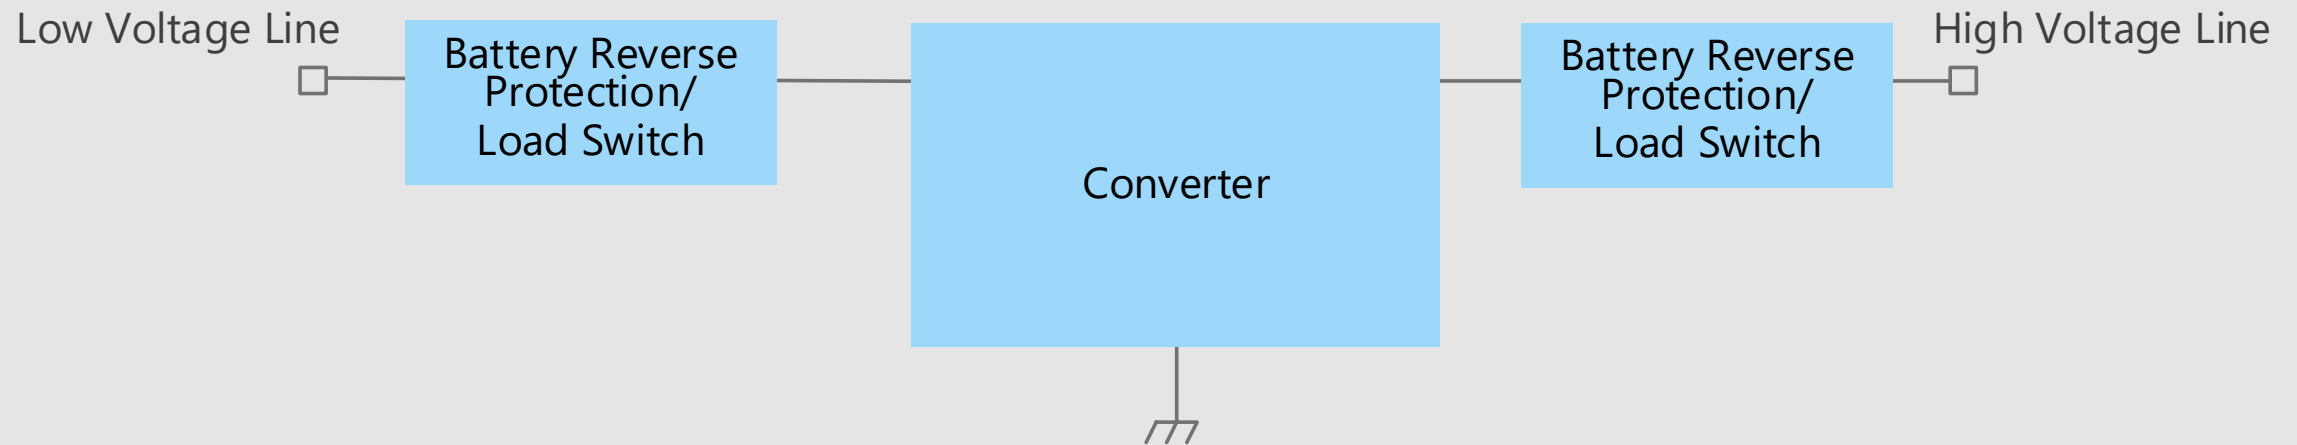 Low Voltage Line
Battery Reverse
Protection/
Load Switch
Converter
Battery Reverse
Protection/
Load Switch
High Voltage Line